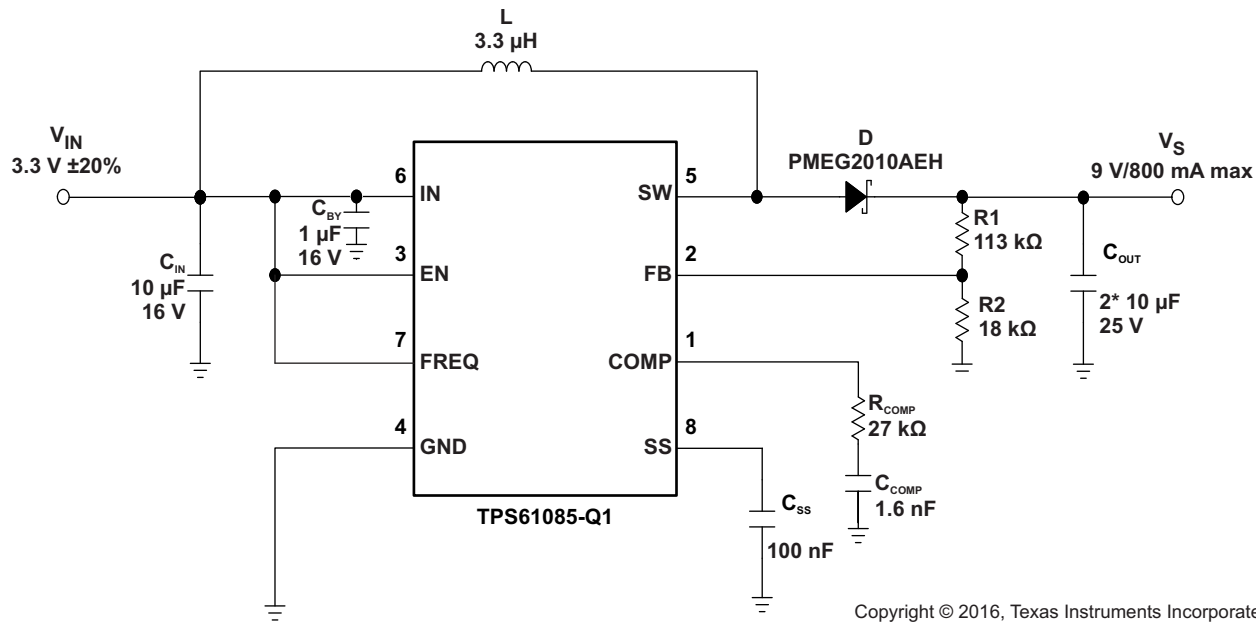 L
3.3 µH
V_IN
3.3 V ±20%
D
PMEG2010AEH
V_S
9 V/800 mA max
6
IN
5
SW
C_BY
1 µF
16 V
R1
113 kΩ
C_IN
10 µF
16 V
3
EN
2
FB
C_OUT
2* 10 µF
25 V
R2
18 kΩ
7
FREQ
1
COMP
R_COMP
27 kΩ
4
GND
8
SS
C_COMP
1.6 nF
C_SS
100 nF
TPS61085-Q1
Copyright © 2016, Texas Instruments Incorporate